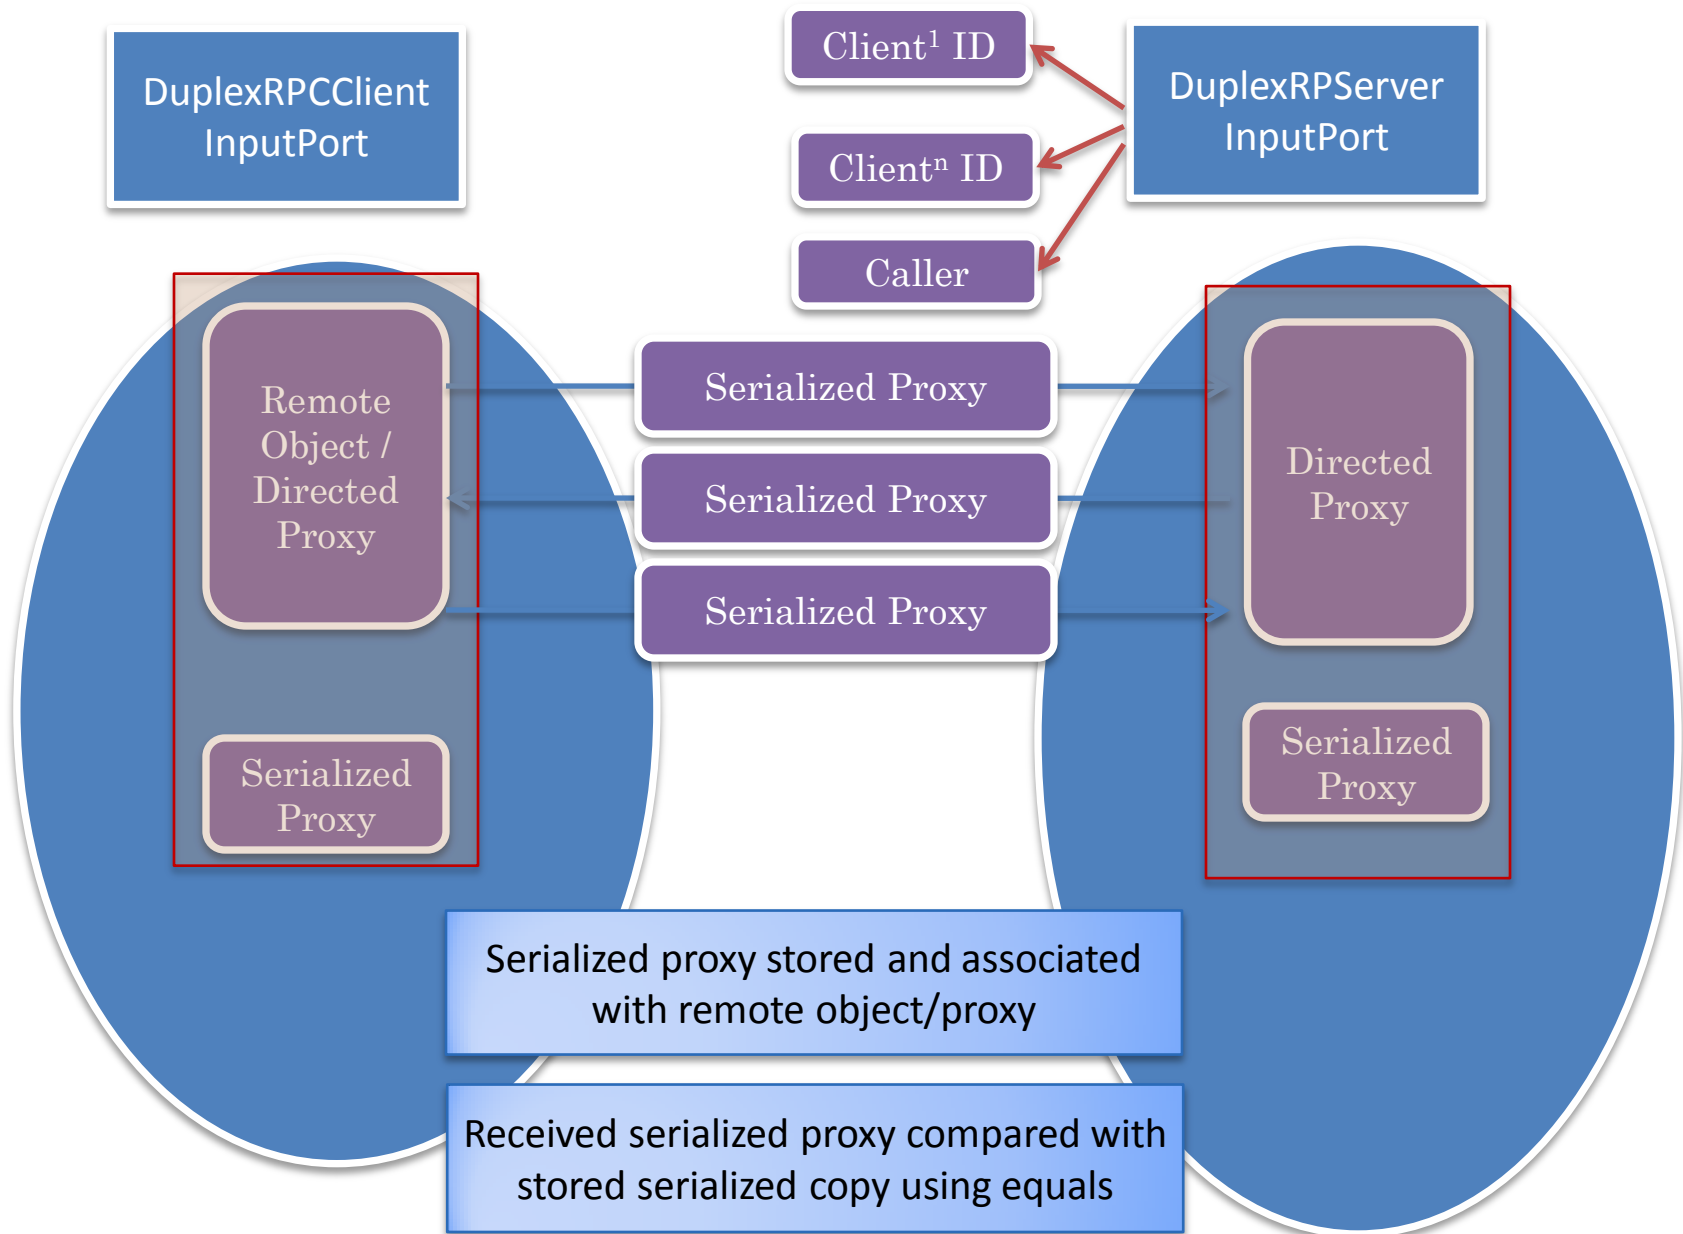 DuplexRPCClient
InputPort
Client¹ ID
Clientⁿ ID
Caller
DuplexRPServer
InputPort
Remote
Object /
Directed
Proxy
Serialized Proxy
Serialized Proxy
Serialized Proxy
Directed
Proxy
Serialized
Proxy
Serialized
Proxy
Serialized proxy stored and associated
with remote object/proxy
Received serialized proxy compared with
stored serialized copy using equals